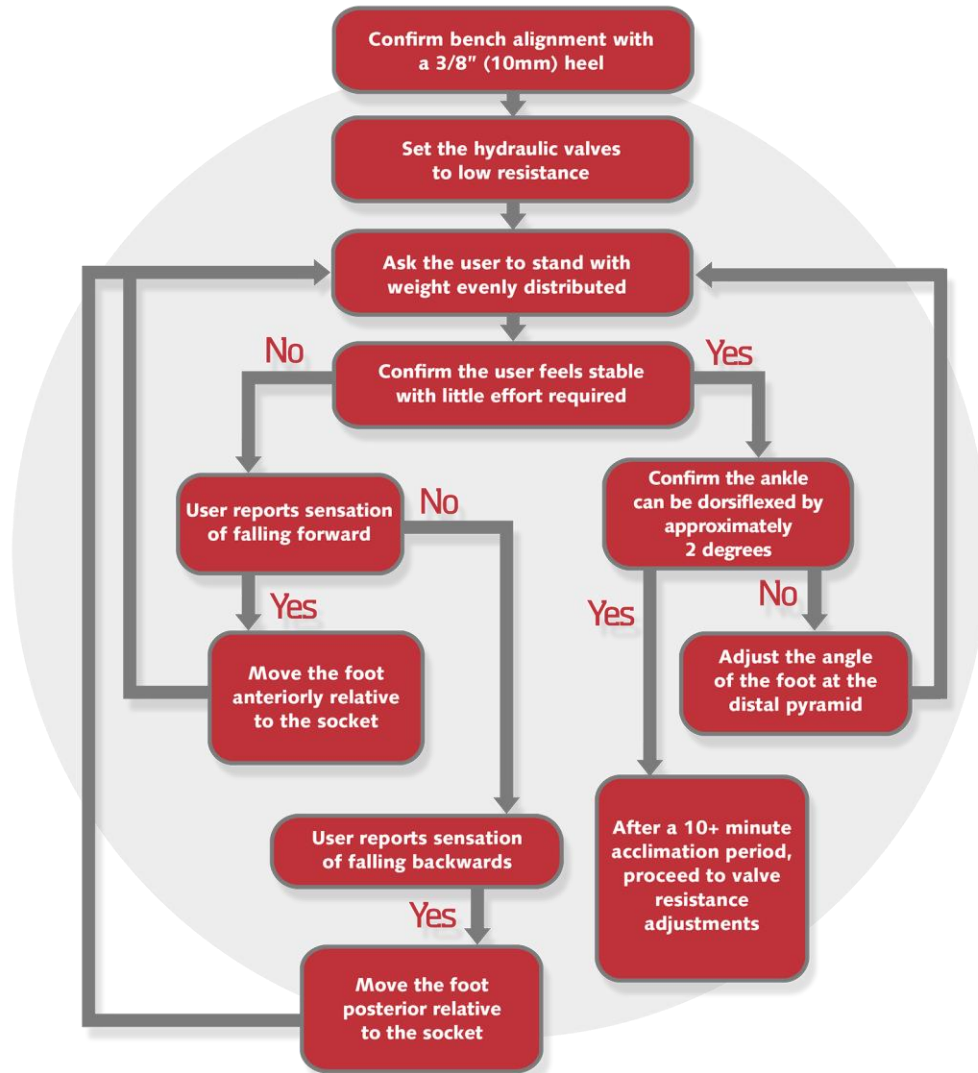 Confirm bench alignment with
a 3/8" (10mm) heel
Set the hydraulic valves
to low resistance
Ask the user to stand with
weight evenly distributed
No
Yes
Confirm the user feels stable
with little effort required
User reports sensation
of falling forward
No
Confirm the ankle
can be dorsiflexed by
approximately
2 degrees
Yes
Yes
No
Move the foot
anteriorly relative
to the socket
Adjust the angle
of the foot at the
distal pyramid
User reports sensation
of falling backwards
After a 10+ minute
acclimation period,
proceed to valve
resistance
adjustments
Yes
Move the foot
posterior relative
to the socket